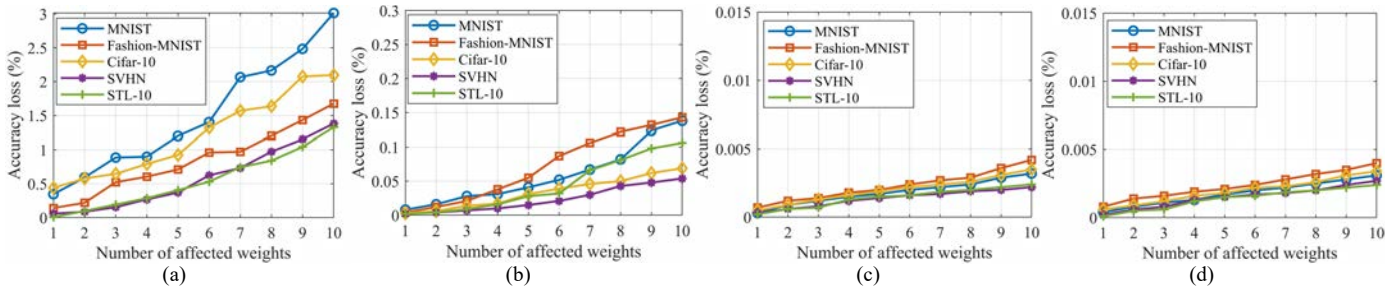 Accuracy loss (%)
3
2.5
2
1.5
1
0.5
0
MNIST
Fashion-MNIST
Cifar-10
SVHN
STL-10
1 2 3 4 5 6 7 8 9 10
Number of affected weights
(a)
Accuracy loss (%)
0.3
0.25
0.2
0.15
0.1
0.05
0
MNIST
Fashion-MNIST
Cifar-10
SVHN
STL-10
1 2 3 4 5 6 7 8 9 10
Number of affected weights
(b)
Accuracy loss (%)
0.015
0.01
0.005
0
MNIST
Fashion-MNIST
Cifar-10
SVHN
STL-10
1 2 3 4 5 6 7 8 9 10
Number of affected weights
(c)
Accuracy loss (%)
0.015
0.01
0.005
0
MNIST
Fashion-MNIST
Cifar-10
SVHN
STL-10
1 2 3 4 5 6 7 8 9 10
Number of affected weights
(d)